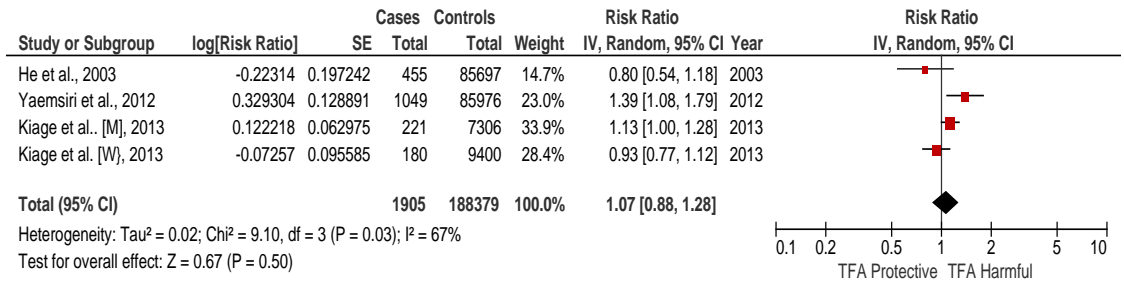 Cases Controls Risk Ratio Risk Ratio
Study or Subgroup log[Risk Ratio] SE Total Total Weight IV, Random, 95% CI Year IV, Random, 95% CI
He et al., 2003 -0.22314 0.197242 455 85697 14.7% 0.80 [0.54, 1.18] 2003
Yaemsiri et al., 2012 0.329304 0.128891 1049 85976 23.0% 1.39 [1.08, 1.79] 2012
Kiage et al.. [M], 2013 0.122218 0.062975 221 7306 33.9% 1.13 [1.00, 1.28] 2013
Kiage et al. [W}, 2013 -0.07257 0.095585 180 9400 28.4% 0.93 [0.77, 1.12] 2013
Total (95% CI) 1905 188379 100.0% 1.07 [0.88, 1.28]
Heterogeneity: Tau² = 0.02; Chi² = 9.10, df = 3 (P = 0.03); I² = 67%
Test for overall effect: Z = 0.67 (P = 0.50)
0.1 0.2 0.5 1 2 5 10
TFA Protective TFA Harmful